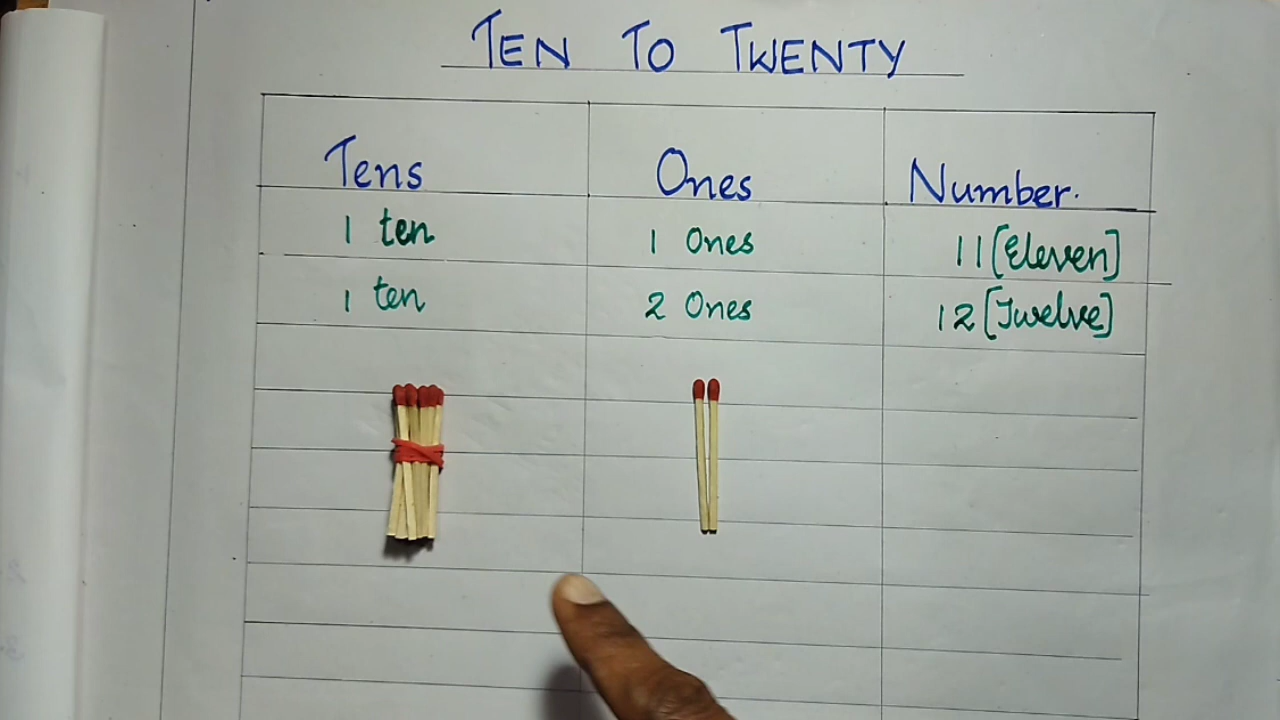 TEN TO TWENTY
Tens Ones Number.
1 ten 1 Ones 11[Eleven]
1 ten 2 Ones 12[Twelve]